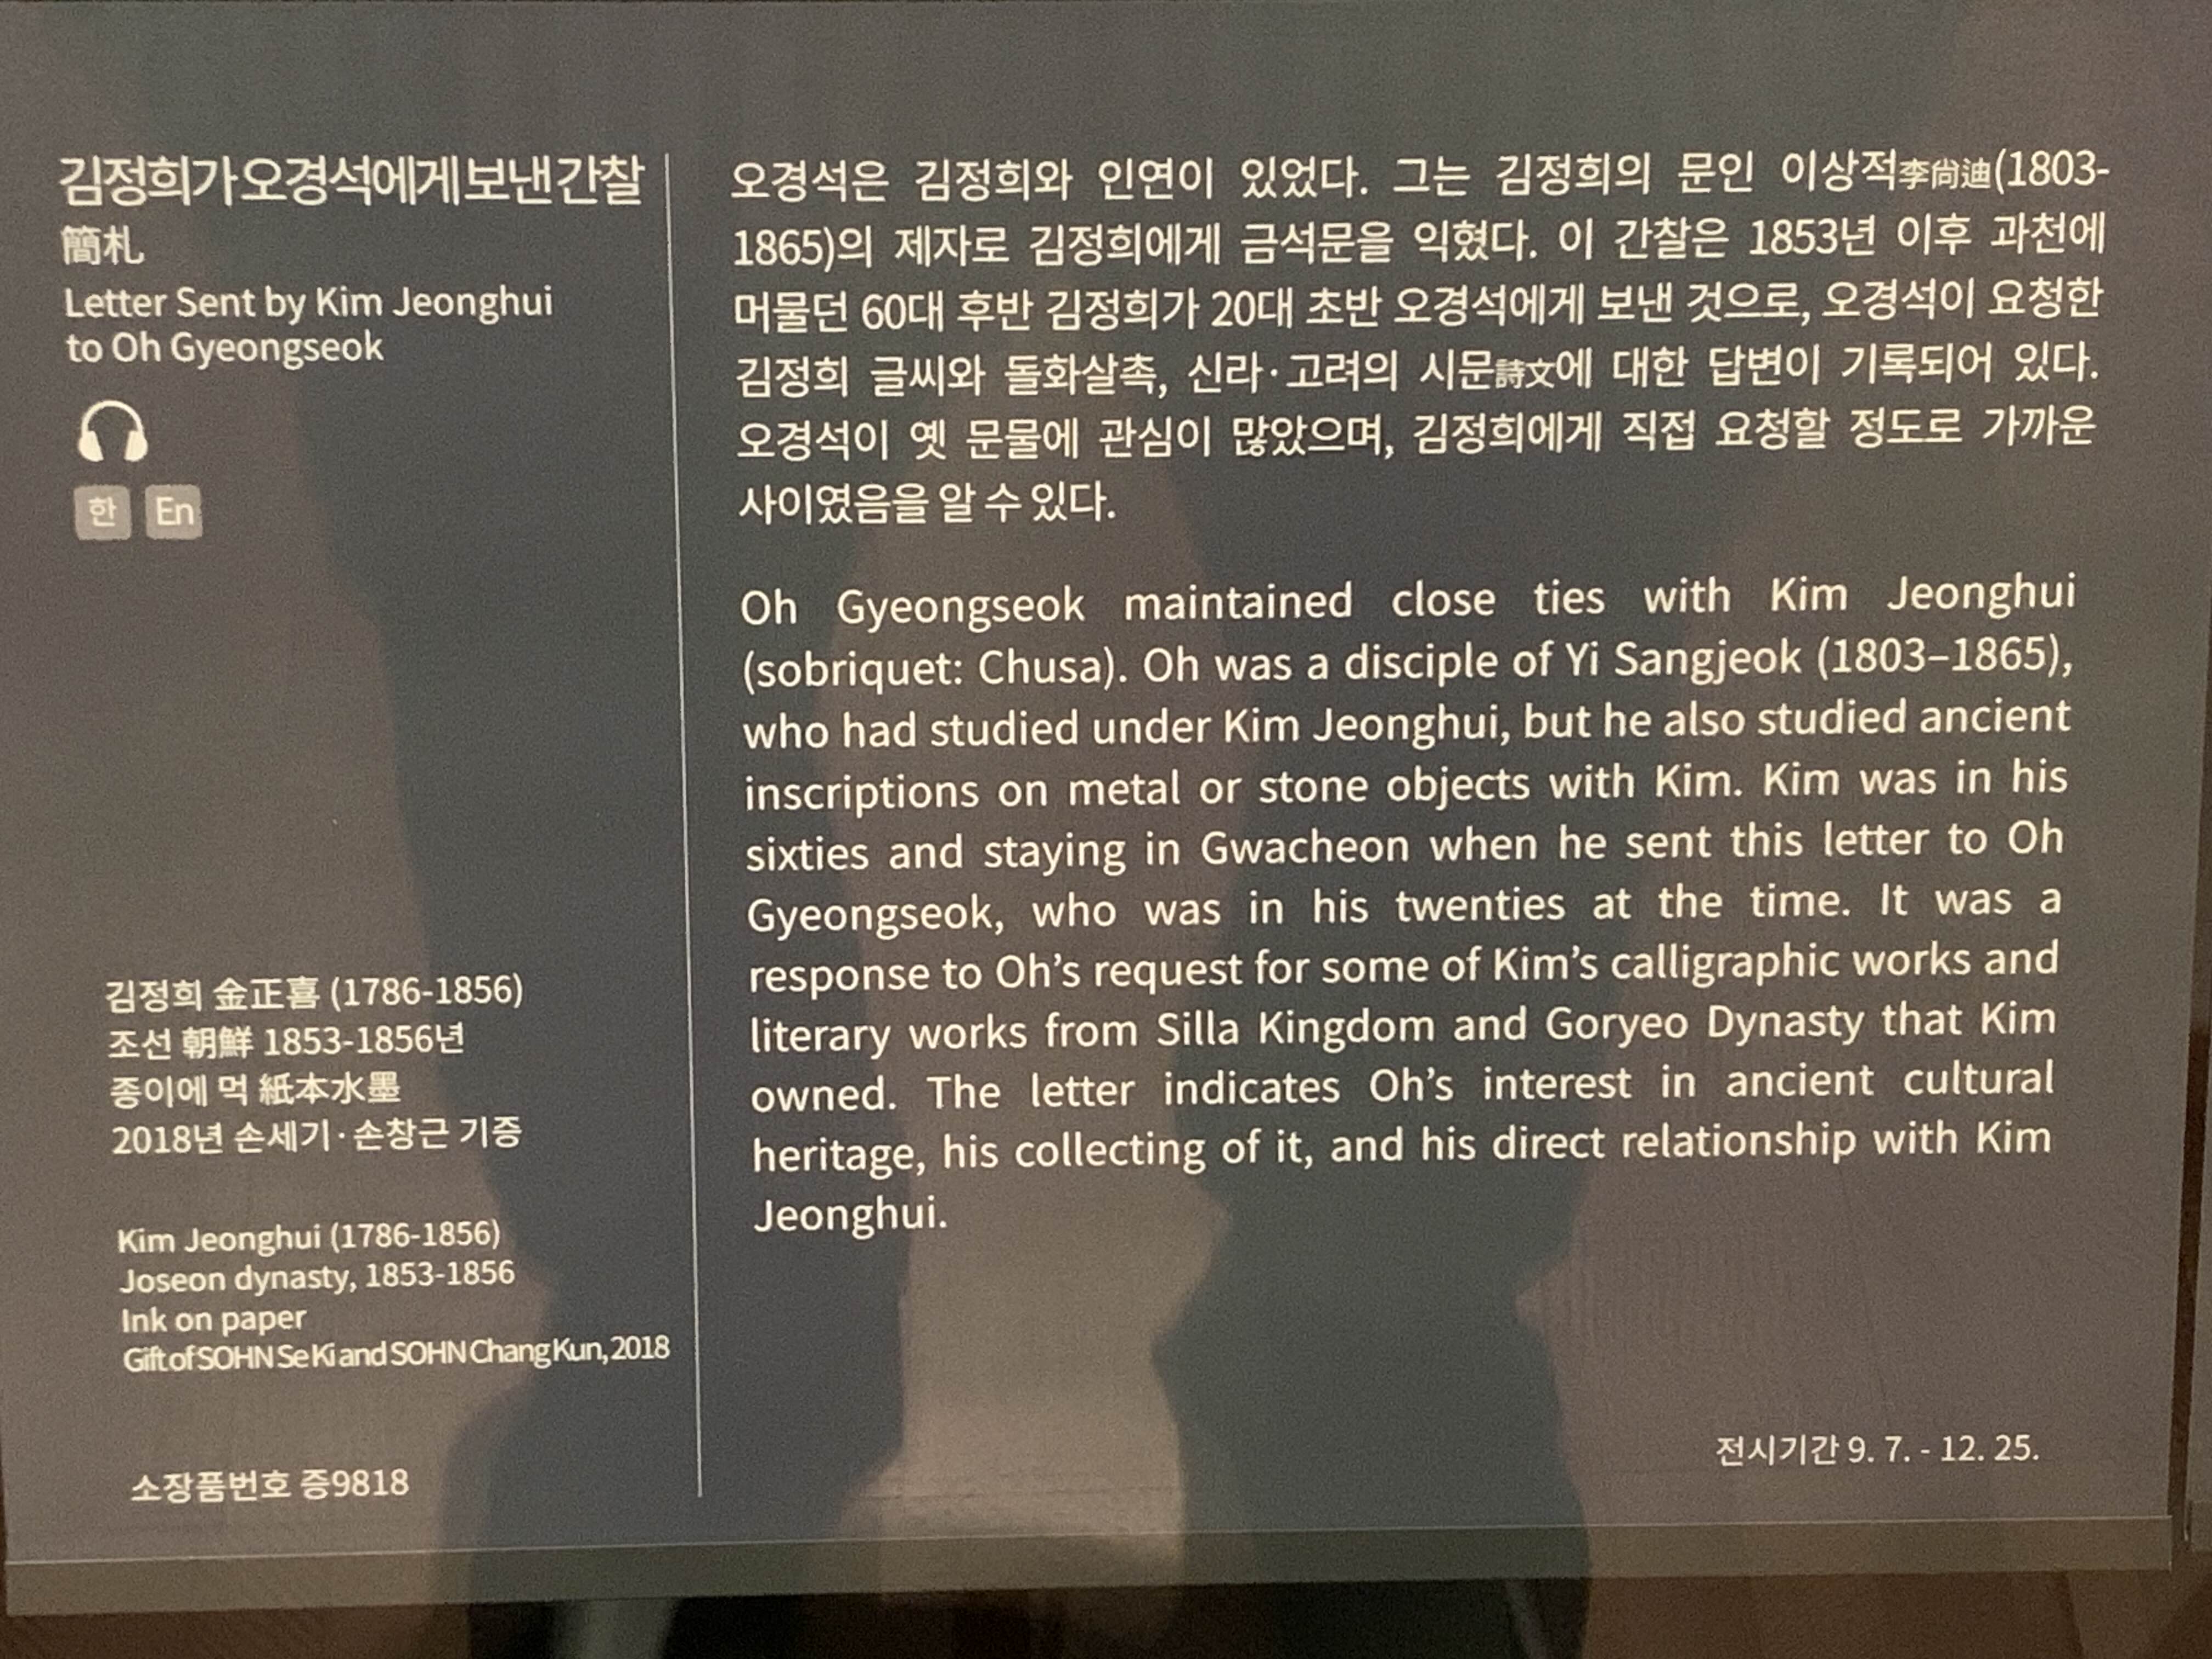 김정희가 오경석에게 보낸 간찰
簡札
Letter Sent by Kim Jeonghui
to Oh Gyeongseok
한 En
김정희 金正喜 (1786-1856)
조선 朝鮮 1853-1856년
종이에 먹 紙本水墨
2018년 손세기·손창근 기증
Kim Jeonghui (1786-1856)
Joseon dynasty, 1853-1856
Ink on paper
Gift of SOHN Se Ki and SOHN Chang Kun, 2018
소장품번호 증9818
오경석은 김정희와 인연이 있었다. 그는 김정희의 문인 이상적李尙迪(1803-
1865)의 제자로 김정희에게 금석문을 익혔다. 이 간찰은 1853년 이후 과천에
머물던 60대 후반 김정희가 20대 초반 오경석에게 보낸 것으로, 오경석이 요청한
김정희 글씨와 돌화살촉, 신라·고려의 시문詩文에 대한 답변이 기록되어 있다.
오경석이 옛 문물에 관심이 많았으며, 김정희에게 직접 요청할 정도로 가까운
사이였음을 알 수 있다.
Oh Gyeongseok maintained close ties with Kim Jeonghui
(sobriquet: Chusa). Oh was a disciple of Yi Sangjeok (1803–1865),
who had studied under Kim Jeonghui, but he also studied ancient
inscriptions on metal or stone objects with Kim. Kim was in his
sixties and staying in Gwacheon when he sent this letter to Oh
Gyeongseok, who was in his twenties at the time. It was a
response to Oh's request for some of Kim's calligraphic works and
literary works from Silla Kingdom and Goryeo Dynasty that Kim
owned. The letter indicates Oh's interest in ancient cultural
heritage, his collecting of it, and his direct relationship with Kim
Jeonghui.
전시기간 9. 7. - 12. 25.